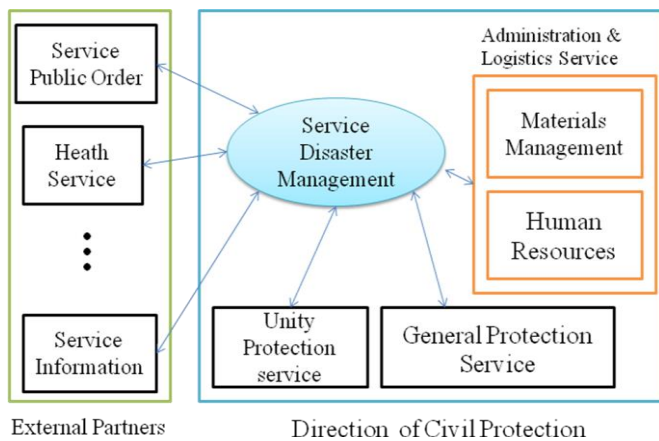 Service
Public Order
Heath
Service
Service
Information
External Partners
Service
Disaster
Management
Administration &
Logistics Service
Materials
Management
Human
Resources
Unity
Protection
service
General Protection
Service
Direction of Civil Protection